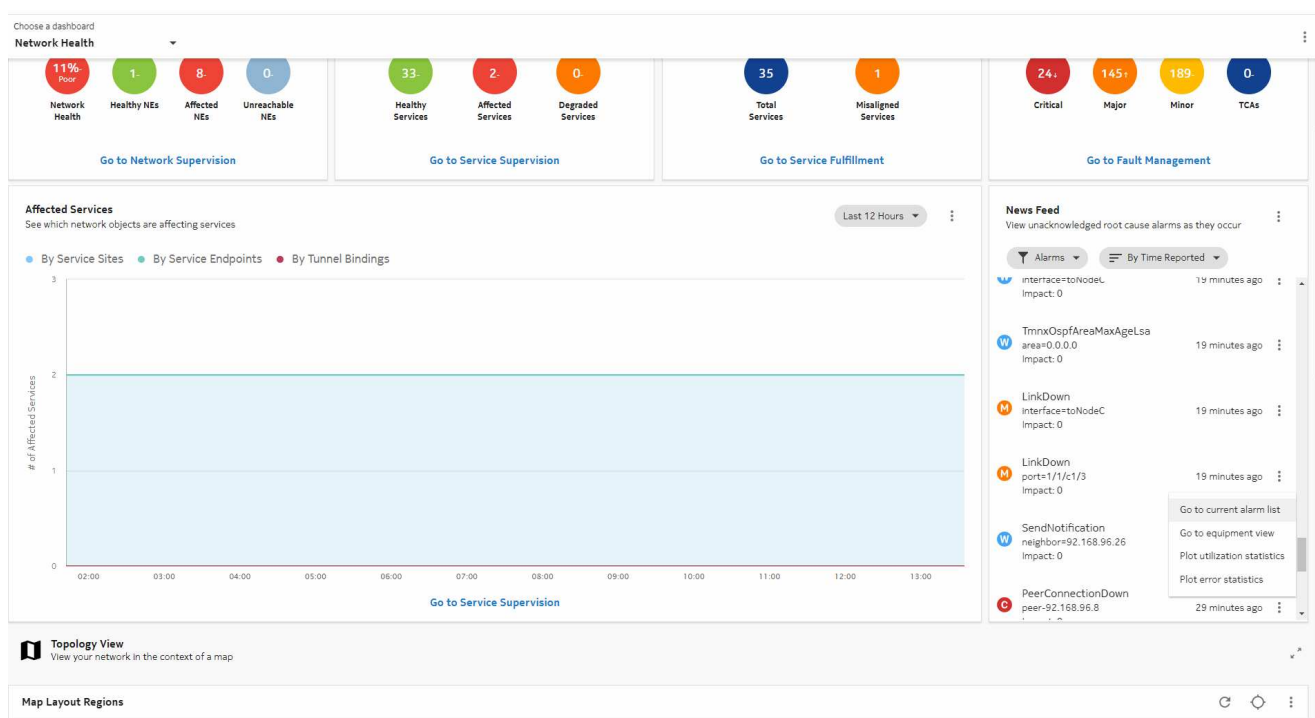 Choose a dashboard
Network Health
11%-
Poor
Network
Health
1-
Healthy NEs
8-
Affected
NEs
0-
Unreachable
NEs
Go to Network Supervision
33-
Healthy
Services
2-
Affected
Services
0-
Degraded
Services
Go to Service Supervision
35
Total
Services
1
Misaligned
Services
Go to Service Fulfillment
24↓
Critical
145↑
Major
189-
Minor
0-
TCAs
Go to Fault Management
Affected Services
See which network objects are affecting services
Last 12 Hours
By Service Sites
By Service Endpoints
By Tunnel Bindings
# of Affected Services
3
2
1
0
02:00 03:00 04:00 05:00 06:00 07:00 08:00 09:00 10:00 11:00 12:00 13:00
Go to Service Supervision
News Feed
View unacknowledged root cause alarms as they occur
Alarms
By Time Reported
W
interface=toNodeC
19 minutes ago
Impact: 0
TmnxOspfAreaMaxAgeLsa
W
area=0.0.0.0
19 minutes ago
Impact: 0
LinkDown
M
interface=toNodeC
19 minutes ago
Impact: 0
LinkDown
M
port=1/1/c1/3
19 minutes ago
Impact: 0
Go to current alarm list
Go to equipment view
Plot utilization statistics
Plot error statistics
SendNotification
W
neighbor=92.168.96.26
Impact: 0
PeerConnectionDown
C
peer-92.168.96.8
29 minutes ago
Topology View
View your network in the context of a map
Map Layout Regions